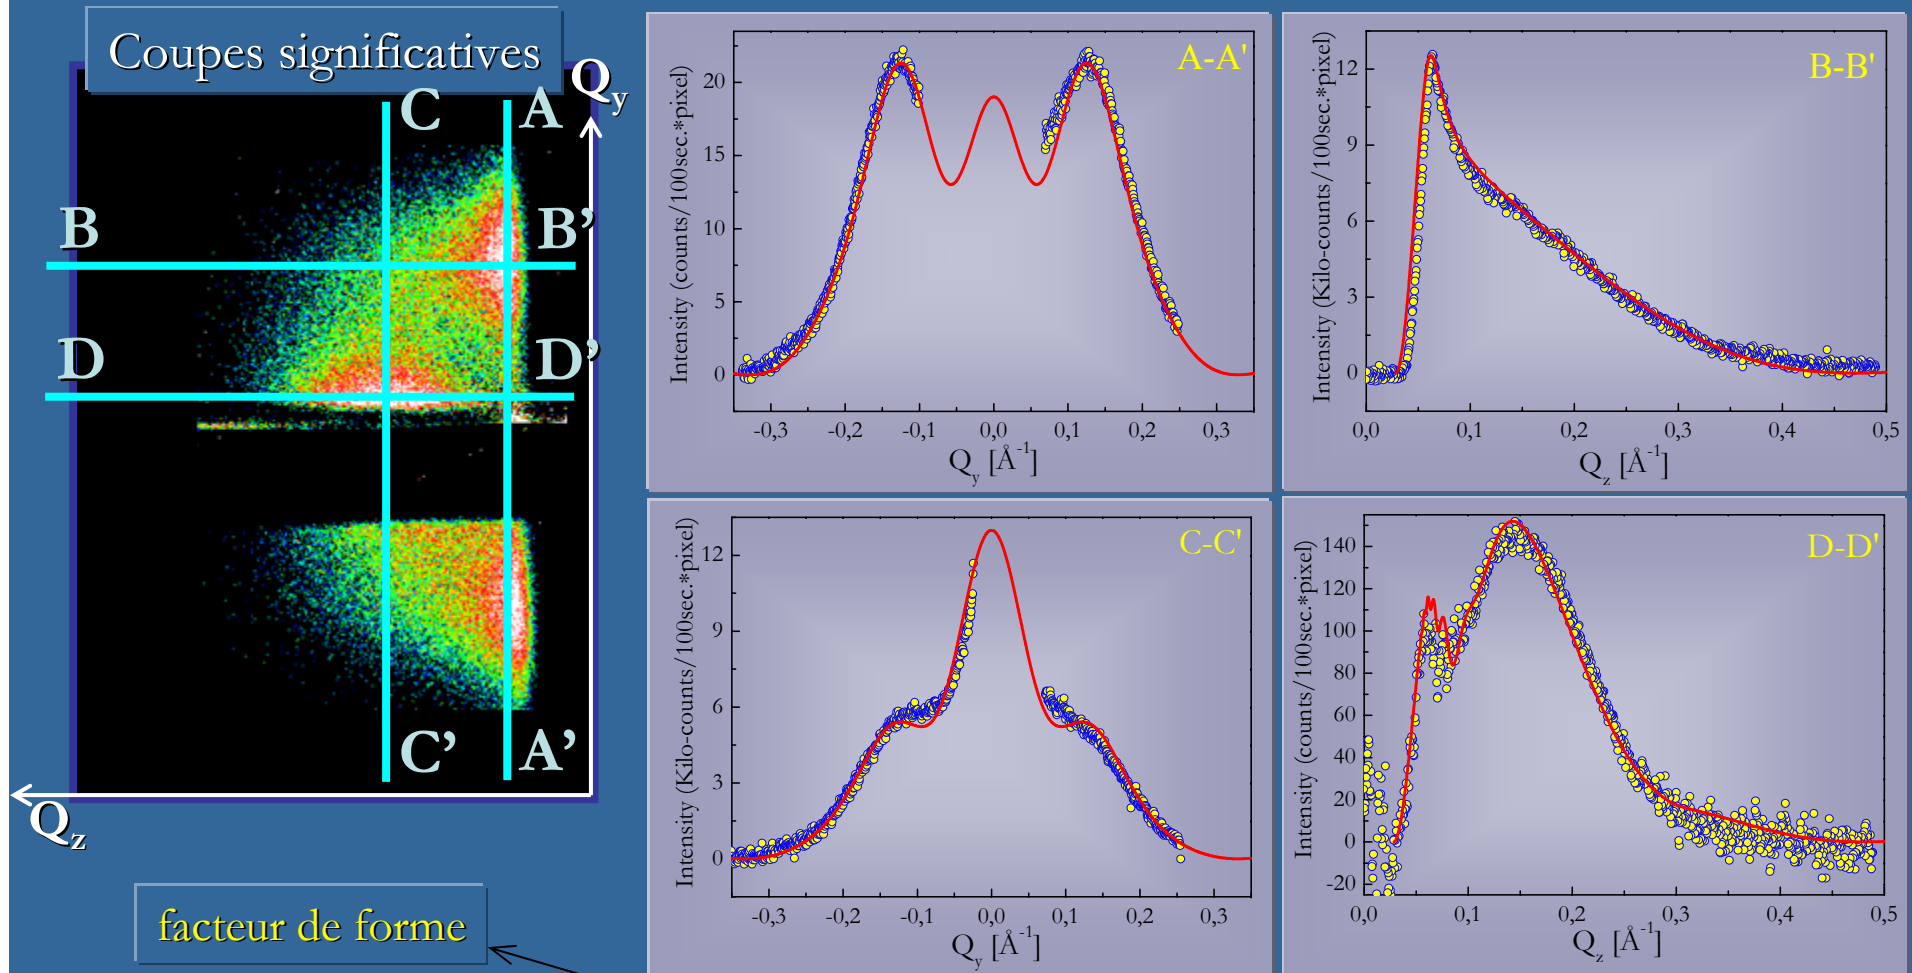 Coupes significatives
Qy
C
A
B
B'
D
D'
C'
A'
Qz
facteur de forme
A-A'
Intensity (counts/100sec.*pixel)
20
15
10
5
0
-0,3 -0,2 -0,1 0,0 0,1 0,2 0,3
Qy [Å-1]
B-B'
Intensity (Kilo-counts/100sec.*pixel)
12
9
6
3
0
0,0 0,1 0,2 0,3 0,4 0,5
Qz [Å-1]
C-C'
Intensity (Kilo-counts/100sec.*pixel)
12
9
6
3
0
-0,3 -0,2 -0,1 0,0 0,1 0,2 0,3
Qy [Å-1]
D-D'
Intensity (counts/100sec.*pixel)
140
120
100
80
60
40
20
0
-20
0,0 0,1 0,2 0,3 0,4 0,5
Qz [Å-1]